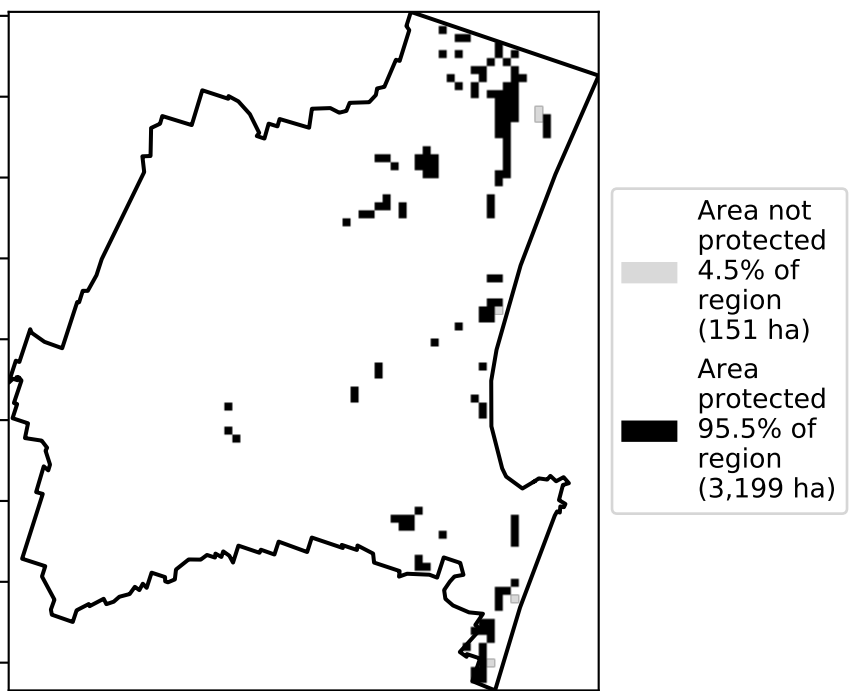 Area not
protected
4.5% of
region
(151 ha)
Area
protected
95.5% of
region
(3,199 ha)